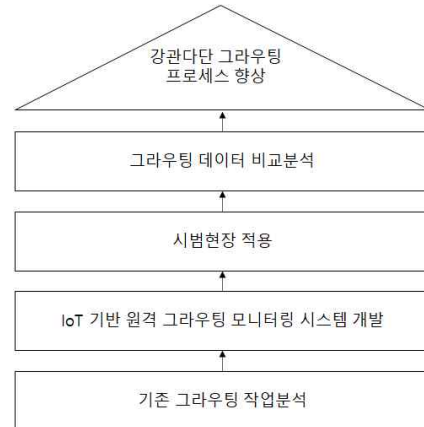 강관다단 그라우팅
프로세스 향상
그라우팅 데이터 비교분석
시범현장 적용
IoT 기반 원격 그라우팅 모니터링 시스템 개발
기존 그라우팅 작업분석